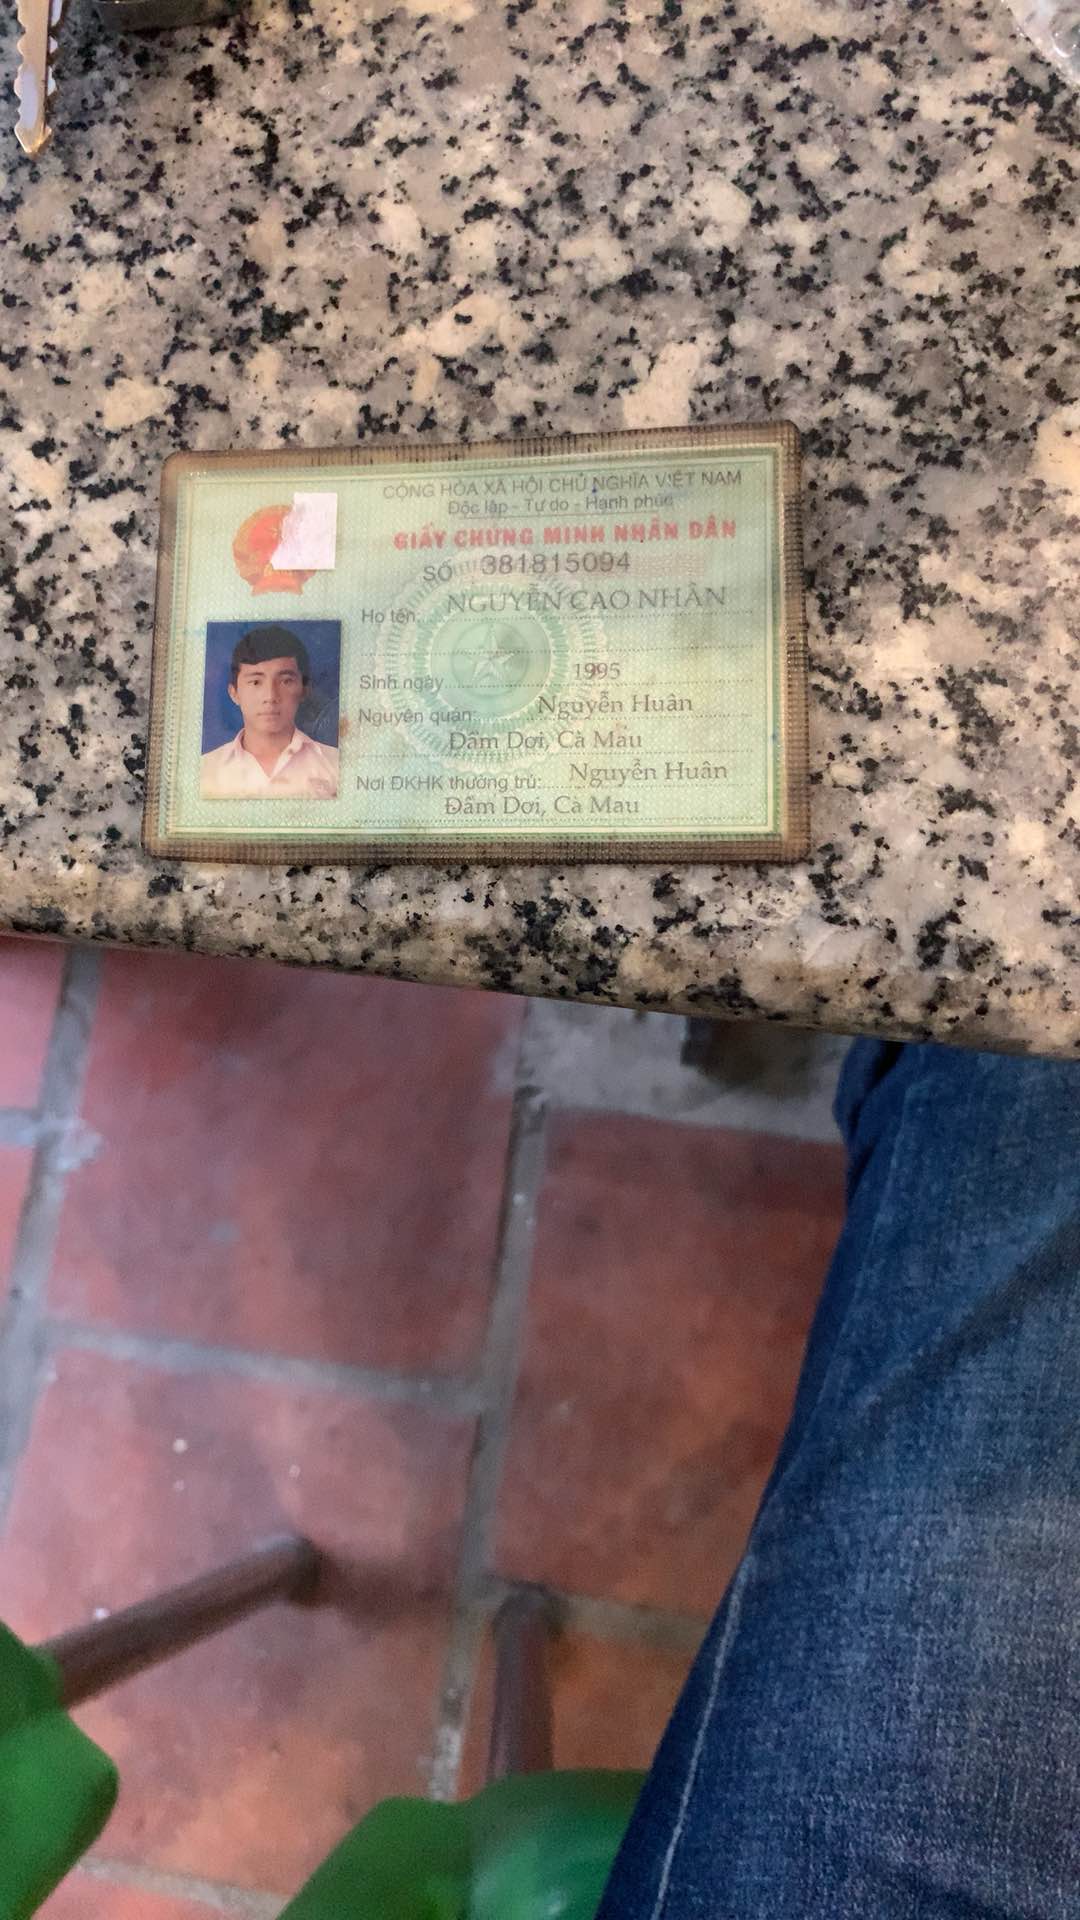 CỘNG HÒA XÃ HỘI CHỦ NGHĨA VIỆT NAM
Độc lập - Tự do - Hạnh phúc
GIẤY CHỨNG MINH NHÂN DÂN
SỐ 381815094
Họ tên: NGUYỄN CAO NHÂN
Sinh ngày 1995
Nguyên quán: Nguyễn Huân
Đầm Dơi, Cà Mau
Nơi ĐKHK thường trú: Nguyễn Huân
Đầm Dơi, Cà Mau